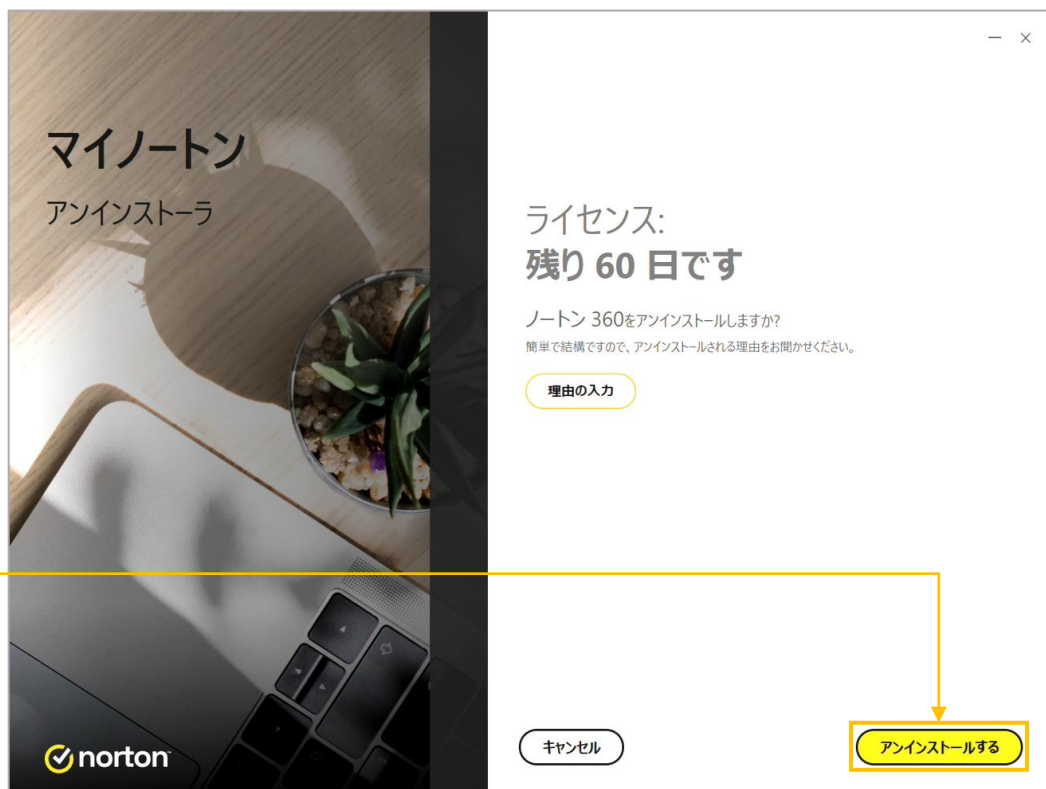 マイノートン
アンインストーラ
ライセンス:
残り 60 日です
ノートン 360をアンインストールしますか?
簡単で結構ですので、アンインストールされる理由をお聞かせください。
理由の入力
norton
キャンセル
アンインストールする